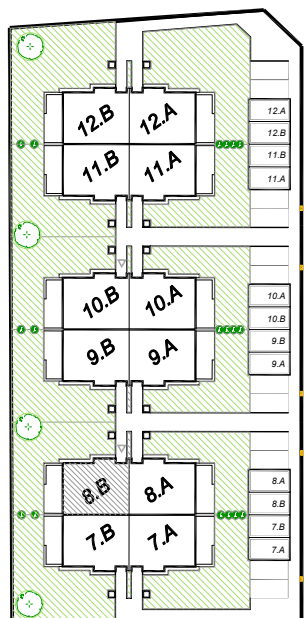 12.B 12.A 12.A
12.B
11.B 11.A 11.B
11.A
10.B 10.A 10.A
10.B
9.B 9.A 9.B
9.A
8.B 8.A 8.A
8.B
7.B 7.A 7.B
7.A